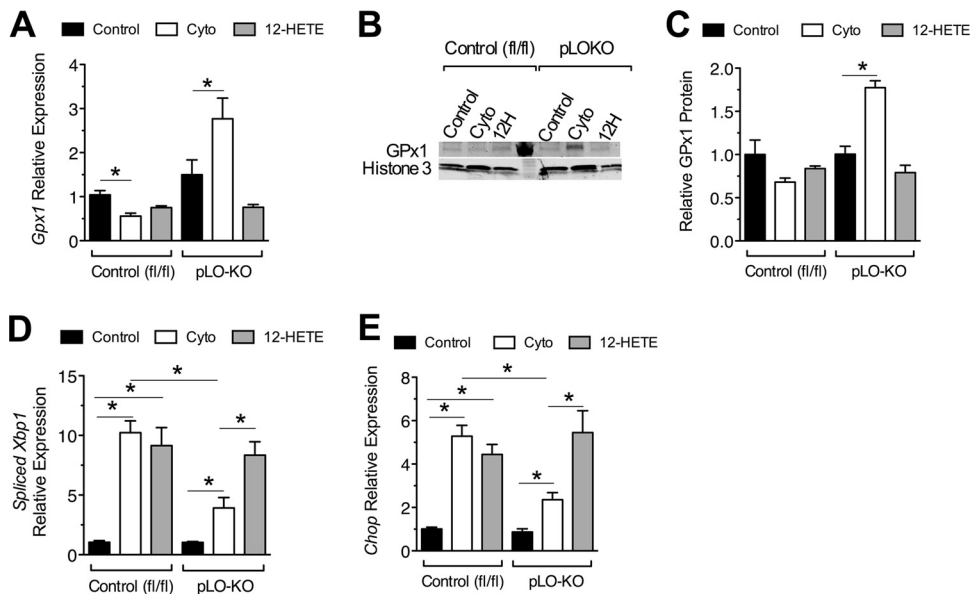 A
Control Cyto 12-HETE
Gpx1 Relative Expression
4
3
2
1
0
*
*
Control (fl/fl) pLO-KO
B
Control (fl/fl) pLOKO
Control Cyto 12H Control Cyto 12H
GPx1
Histone 3
C
Control Cyto 12-HETE
Relative GPx1 Protein
2.0
1.5
1.0
0.5
0.0
*
Control (fl/fl) pLO-KO
D
Control Cyto 12-HETE
Spliced Xbp1
Relative Expression
15
10
5
0
*
*
*
*
*
Control (fl/fl) pLO-KO
E
Control Cyto 12-HETE
Chop Relative Expression
8
6
4
2
0
*
*
*
*
*
Control (fl/fl) pLO-KO